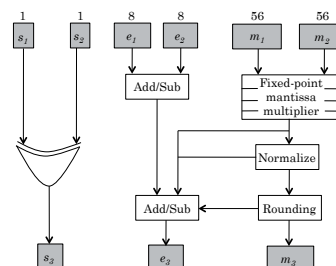 1 1 8 8 56 56
s1 s2 e1 e2 m1 m2
Add/Sub
Fixed-point
mantissa
multiplier
Normalize
Add/Sub Rounding
s3 e3 m3